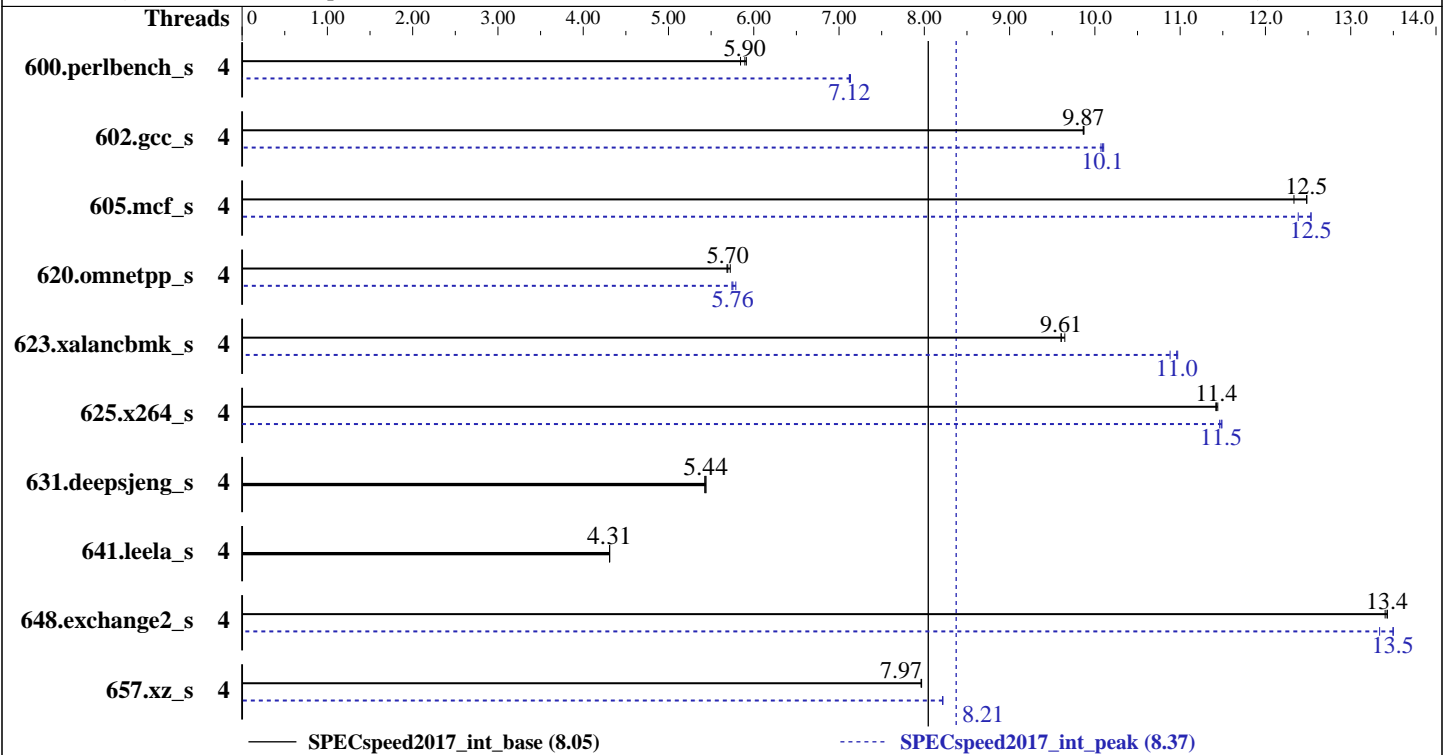 Threads 0 1.00 2.00 3.00 4.00 5.00 6.00 7.00 8.00 9.00 10.0 11.0 12.0 13.0 14.0
600.perlbench_s 4 5.90
7.12
602.gcc_s 4 9.87
10.1
605.mcf_s 4 12.5
12.5
620.omnetpp_s 4 5.70
5.76
623.xalancbmk_s 4 9.61
11.0
625.x264_s 4 11.4
11.5
631.deepsjeng_s 4 5.44
641.leela_s 4 4.31
648.exchange2_s 4 13.4
13.5
657.xz_s 4 7.97
8.21
SPECspeed2017_int_base (8.05) SPECspeed2017_int_peak (8.37)